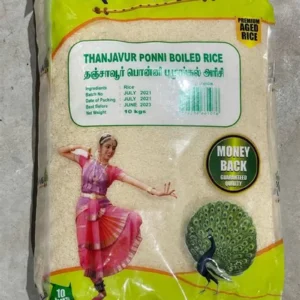 PREMIUM
AGED
RICE
THANJAVUR PONNI BOILED RICE
தஞ்சாவூர் பொன்னி புழுங்கல் அரிசி
Ingredients : Rice
Batch No : JULY 2021
Date of Packing : JULY 2021
Best Before : JUNE 2023
Net Weight : 10 kgs
MONEY
BACK
GUARANTEED
QUALITY
10